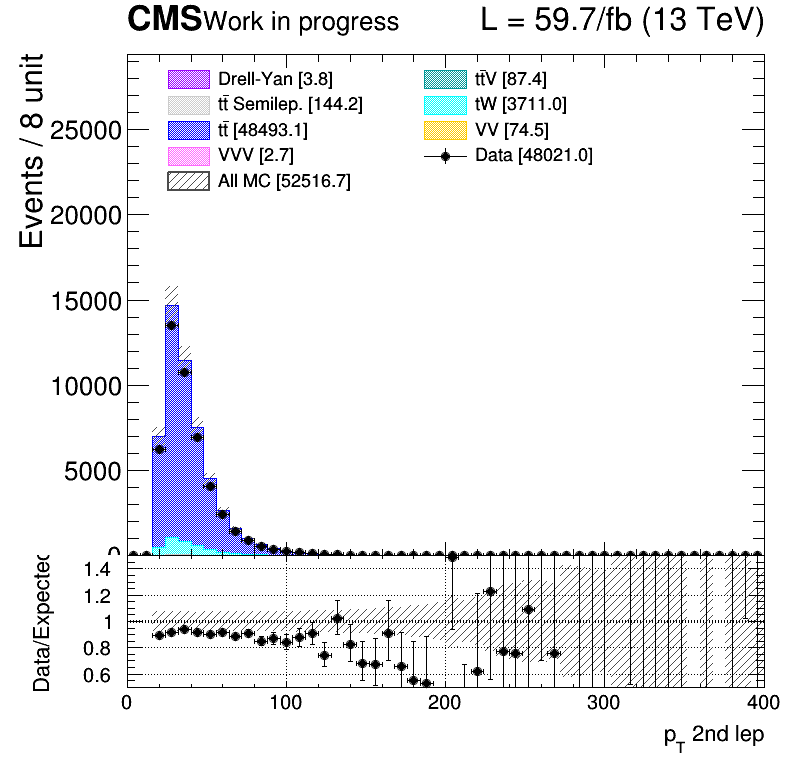 CMS Work in progress L = 59.7/fb (13 TeV)
Events / 8 unit
Drell-Yan [3.8]
tt̄ Semilep. [144.2]
tt̄ [48493.1]
VVV [2.7]
All MC [52516.7]
tt̄V [87.4]
tW [3711.0]
VV [74.5]
Data [48021.0]
25000
20000
15000
10000
5000
0
Data/Expected
1.4
1.2
1
0.8
0.6
0 100 200 300 400
p_T 2nd lep